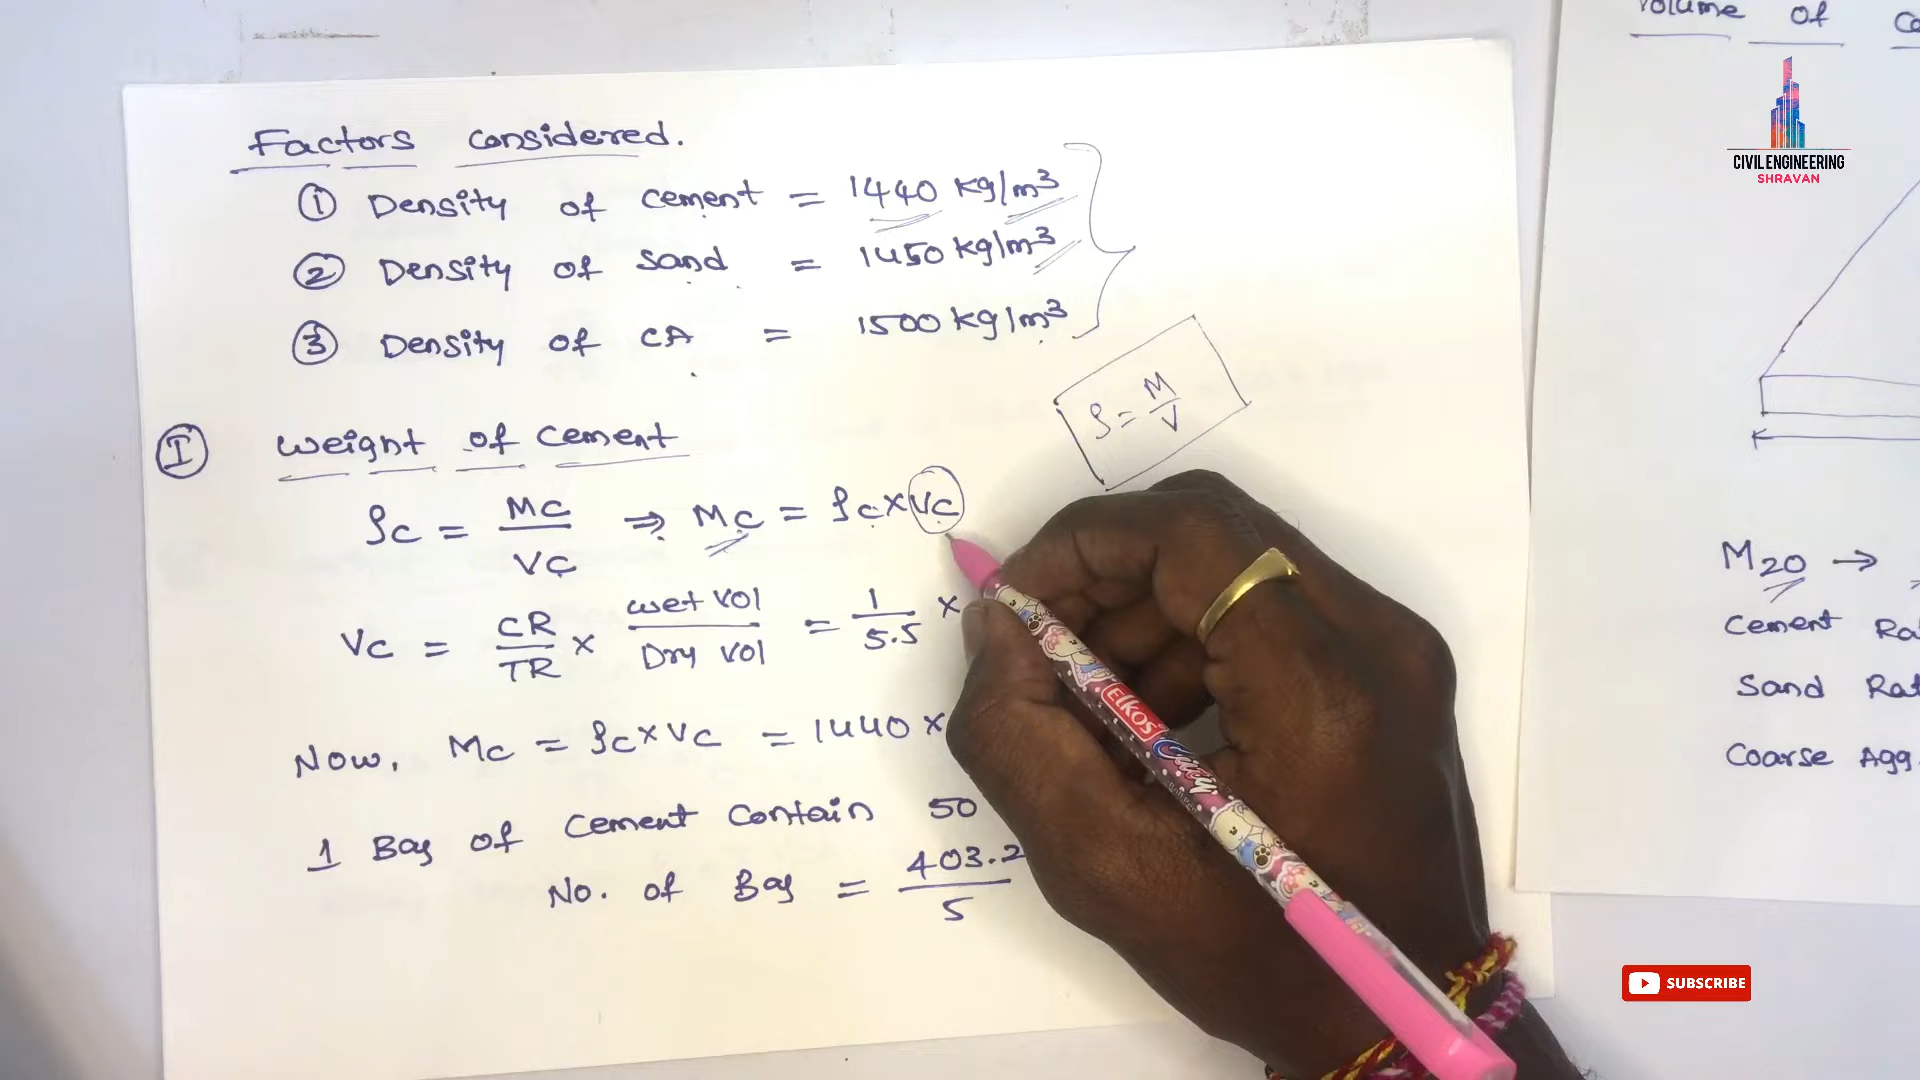 Factors considered.
① Density of cement = 1440 kg/m³
② Density of sand = 1450 kg/m³
③ Density of CA = 1500 kg/m³
ρ = M/V
Ⅰ Weight of Cement
ρc = Mc/Vc ⇒ Mc = ρc × Vc
Vc = CR/TR × Wet Vol/Dry Vol = 1/5.5 ×
Now, Mc = ρc × Vc = 1440 ×
1 Bag of Cement Contain 50
No. of Bag = 403.2/5
Volume of
M20 →
Cement
Sand
Coarse Agg.
CIVIL ENGINEERING
SHRAVAN
Elkos
SUBSCRIBE